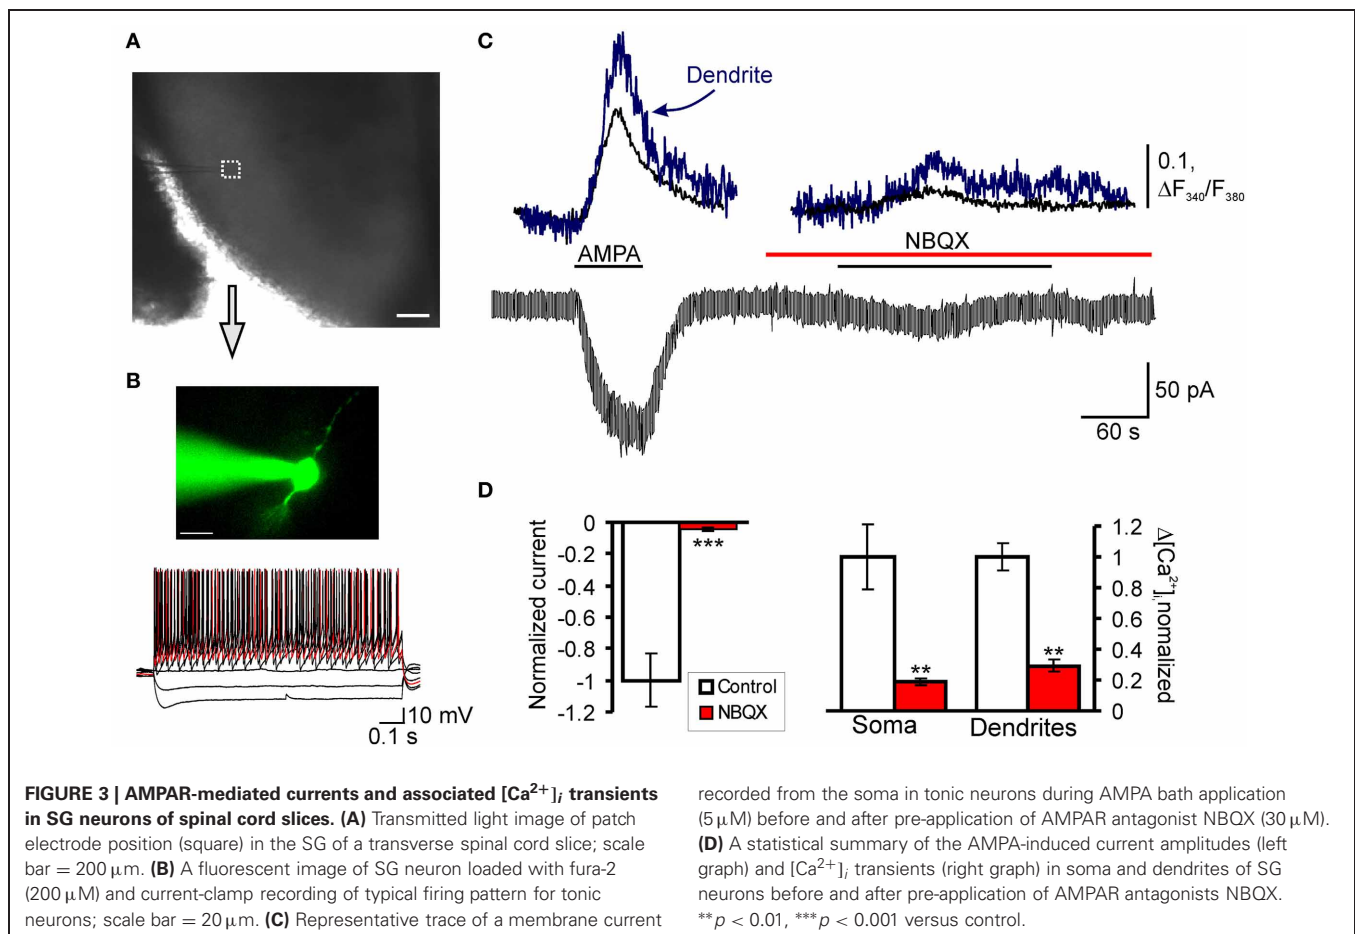 A
C
Dendrite
0.1,
ΔF340/F380
AMPA
NBQX
50 pA
60 s
B
10 mV
0.1 s
D
Normalized current
0
-0.2
-0.4
-0.6
-0.8
-1
-1.2
***
Control
NBQX
**
**
Soma
Dendrites
1.2
1
0.8
0.6
0.4
0.2
0
Δ[Ca2+]i, nomalized
FIGURE 3 | AMPAR-mediated currents and associated [Ca2+]i transients
in SG neurons of spinal cord slices. (A) Transmitted light image of patch
electrode position (square) in the SG of a transverse spinal cord slice; scale
bar = 200 μm. (B) A fluorescent image of SG neuron loaded with fura-2
(200 μM) and current-clamp recording of typical firing pattern for tonic
neurons; scale bar = 20 μm. (C) Representative trace of a membrane current
recorded from the soma in tonic neurons during AMPA bath application
(5 μM) before and after pre-application of AMPAR antagonist NBQX (30 μM).
(D) A statistical summary of the AMPA-induced current amplitudes (left
graph) and [Ca2+]i transients (right graph) in soma and dendrites of SG
neurons before and after pre-application of AMPAR antagonists NBQX.
**p < 0.01, ***p < 0.001 versus control.